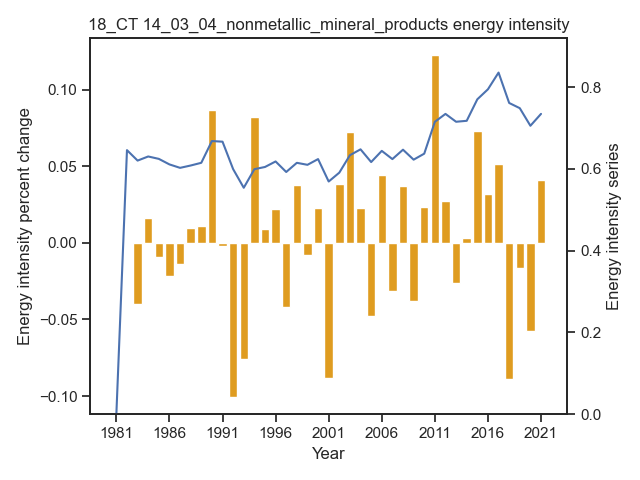 18_CT 14_03_04_nonmetallic_mineral_products energy intensity
0.10
0.05
0.00
−0.05
−0.10
Energy intensity percent change
0.8
0.6
0.4
0.2
0.0
Energy intensity series
1981 1986 1991 1996 2001 2006 2011 2016 2021
Year